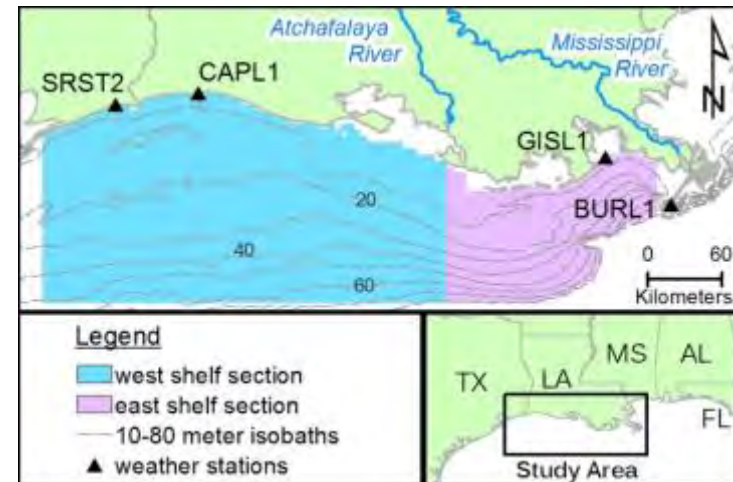 Atchafalaya
River
Mississippi
River
N
SRST2
CAPL1
GISL1
BURL1
20
40
60
0 60
Kilometers
Legend
west shelf section
east shelf section
10-80 meter isobaths
weather stations
TX
LA
MS
AL
FL
Study Area